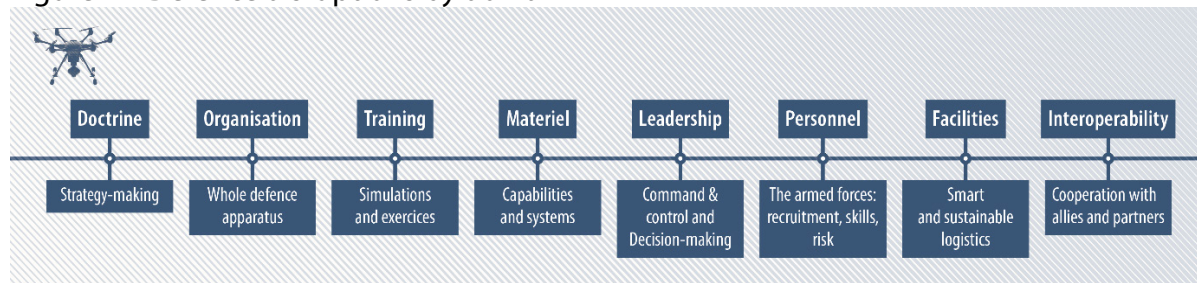 Doctrine
Organisation
Training
Materiel
Leadership
Personnel
Facilities
Interoperability
Strategy-making
Whole defence
apparatus
Simulations
and exercices
Capabilities
and systems
Command &
control and
Decision-making
The armed forces:
recruitment, skills,
risk
Smart
and sustainable
logistics
Cooperation with
allies and partners